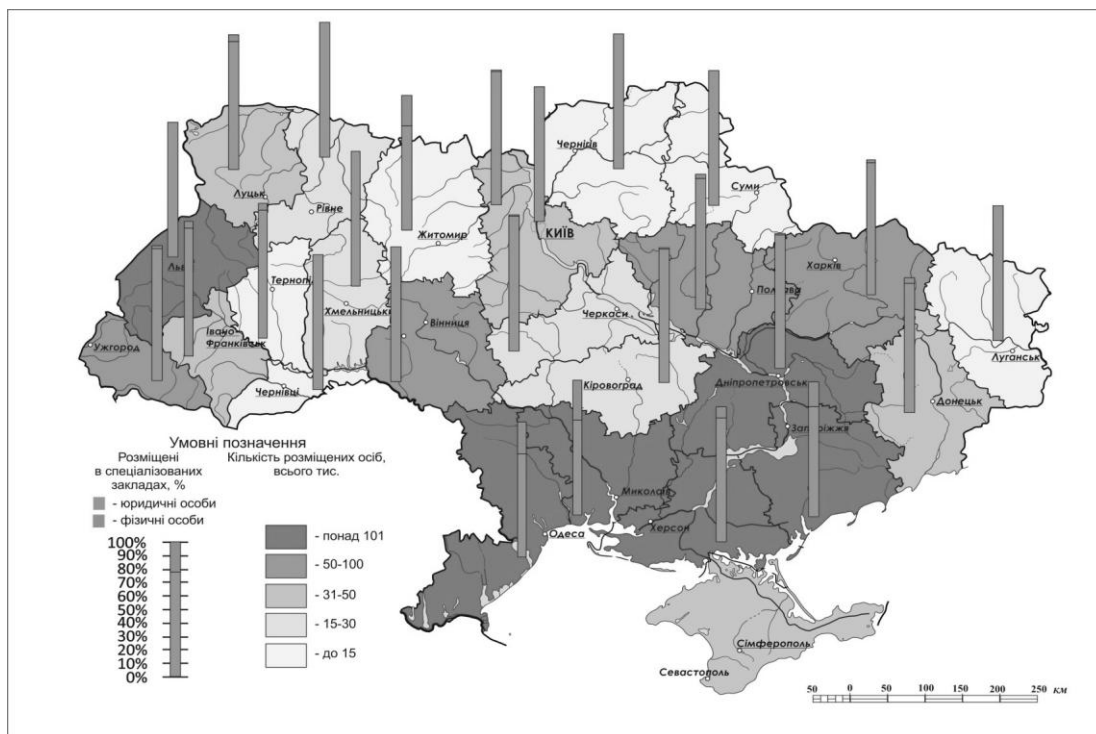 Чернігів
Суми
Луцьк
Рівне
Житомир
КИЇВ
Харків
Тернопі
Хмельницьк
Вінниця
Черкаси
Ужгород
Івано-
Франківськ
Чернівці
Луганськ
Кіровоград
Дніпропетровськ
Донецьк
Запоріжжя
Миколаїв
Херсон
Одеса
Сімферополь
Севастополь
Умовні позначення
Розміщені
в спеціалізованих
закладах, %
- юридичні особи
- фізичні особи
100%
90%
80%
70%
60%
50%
40%
30%
20%
10%
0%
Кількість розміщених осіб,
всього тис.
- понад 101
- 50-100
- 31-50
- 15-30
- до 15
50 0 50 100 150 200 250 км